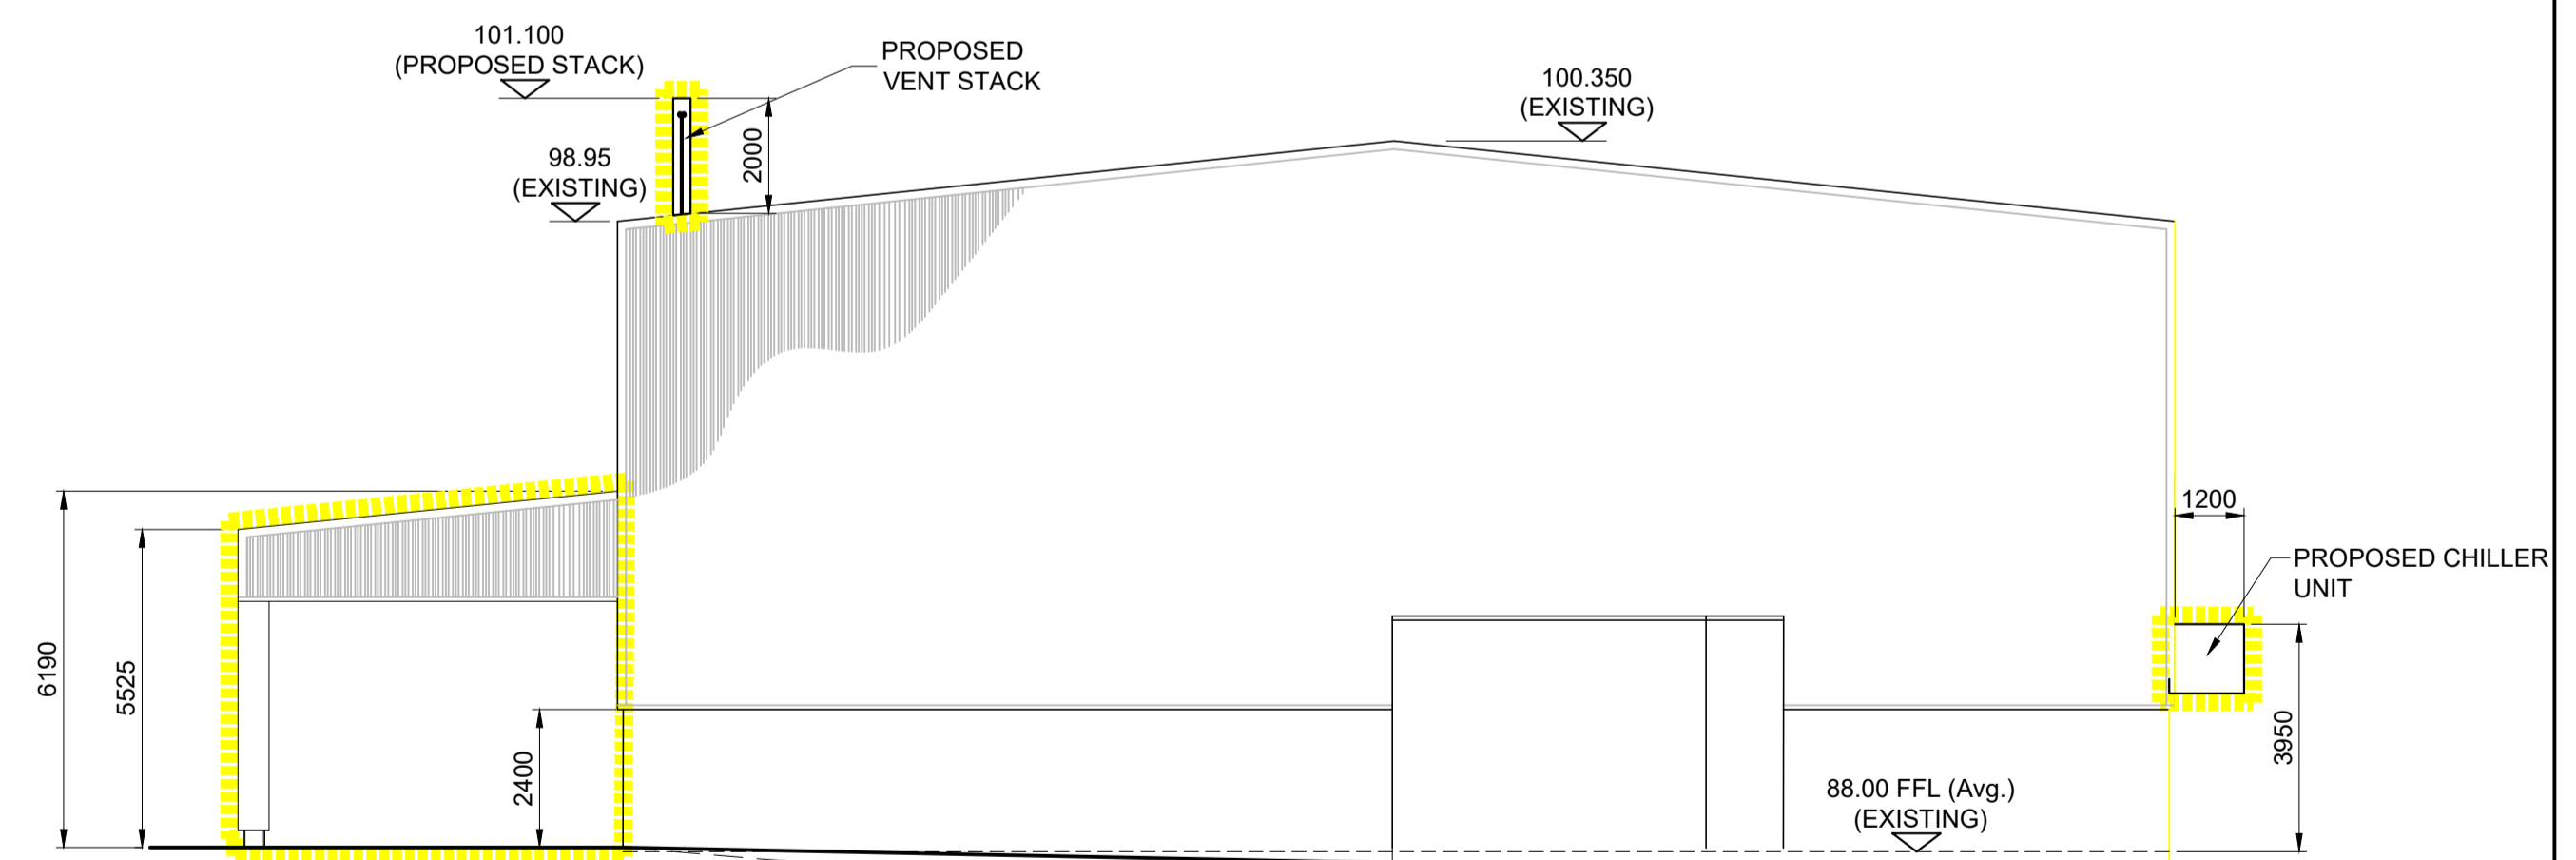 101.100
(PROPOSED STACK)
PROPOSED
VENT STACK
100.350
(EXISTING)
98.95
(EXISTING)
2000
1200
PROPOSED CHILLER
UNIT
6190
5525
2400
3950
88.00 FFL (Avg.)
(EXISTING)